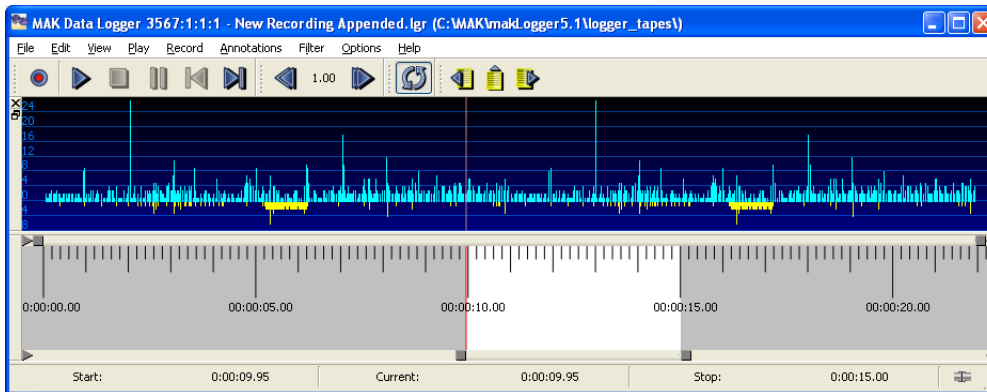 MAK Data Logger 3567:1:1:1 - New Recording Appended.lgr (C:\MAK\makLogger5.1\logger_tapes\)
File Edit View Play Record Annotations Filter Options Help
1.00
24
20
16
12
8
4
0
4
8
0:00:00.00 00:00:05.00 00:00:10.00 00:00:15.00 00:00:20.00
Start: 0:00:09.95 Current: 0:00:09.95 Stop: 0:00:15.00